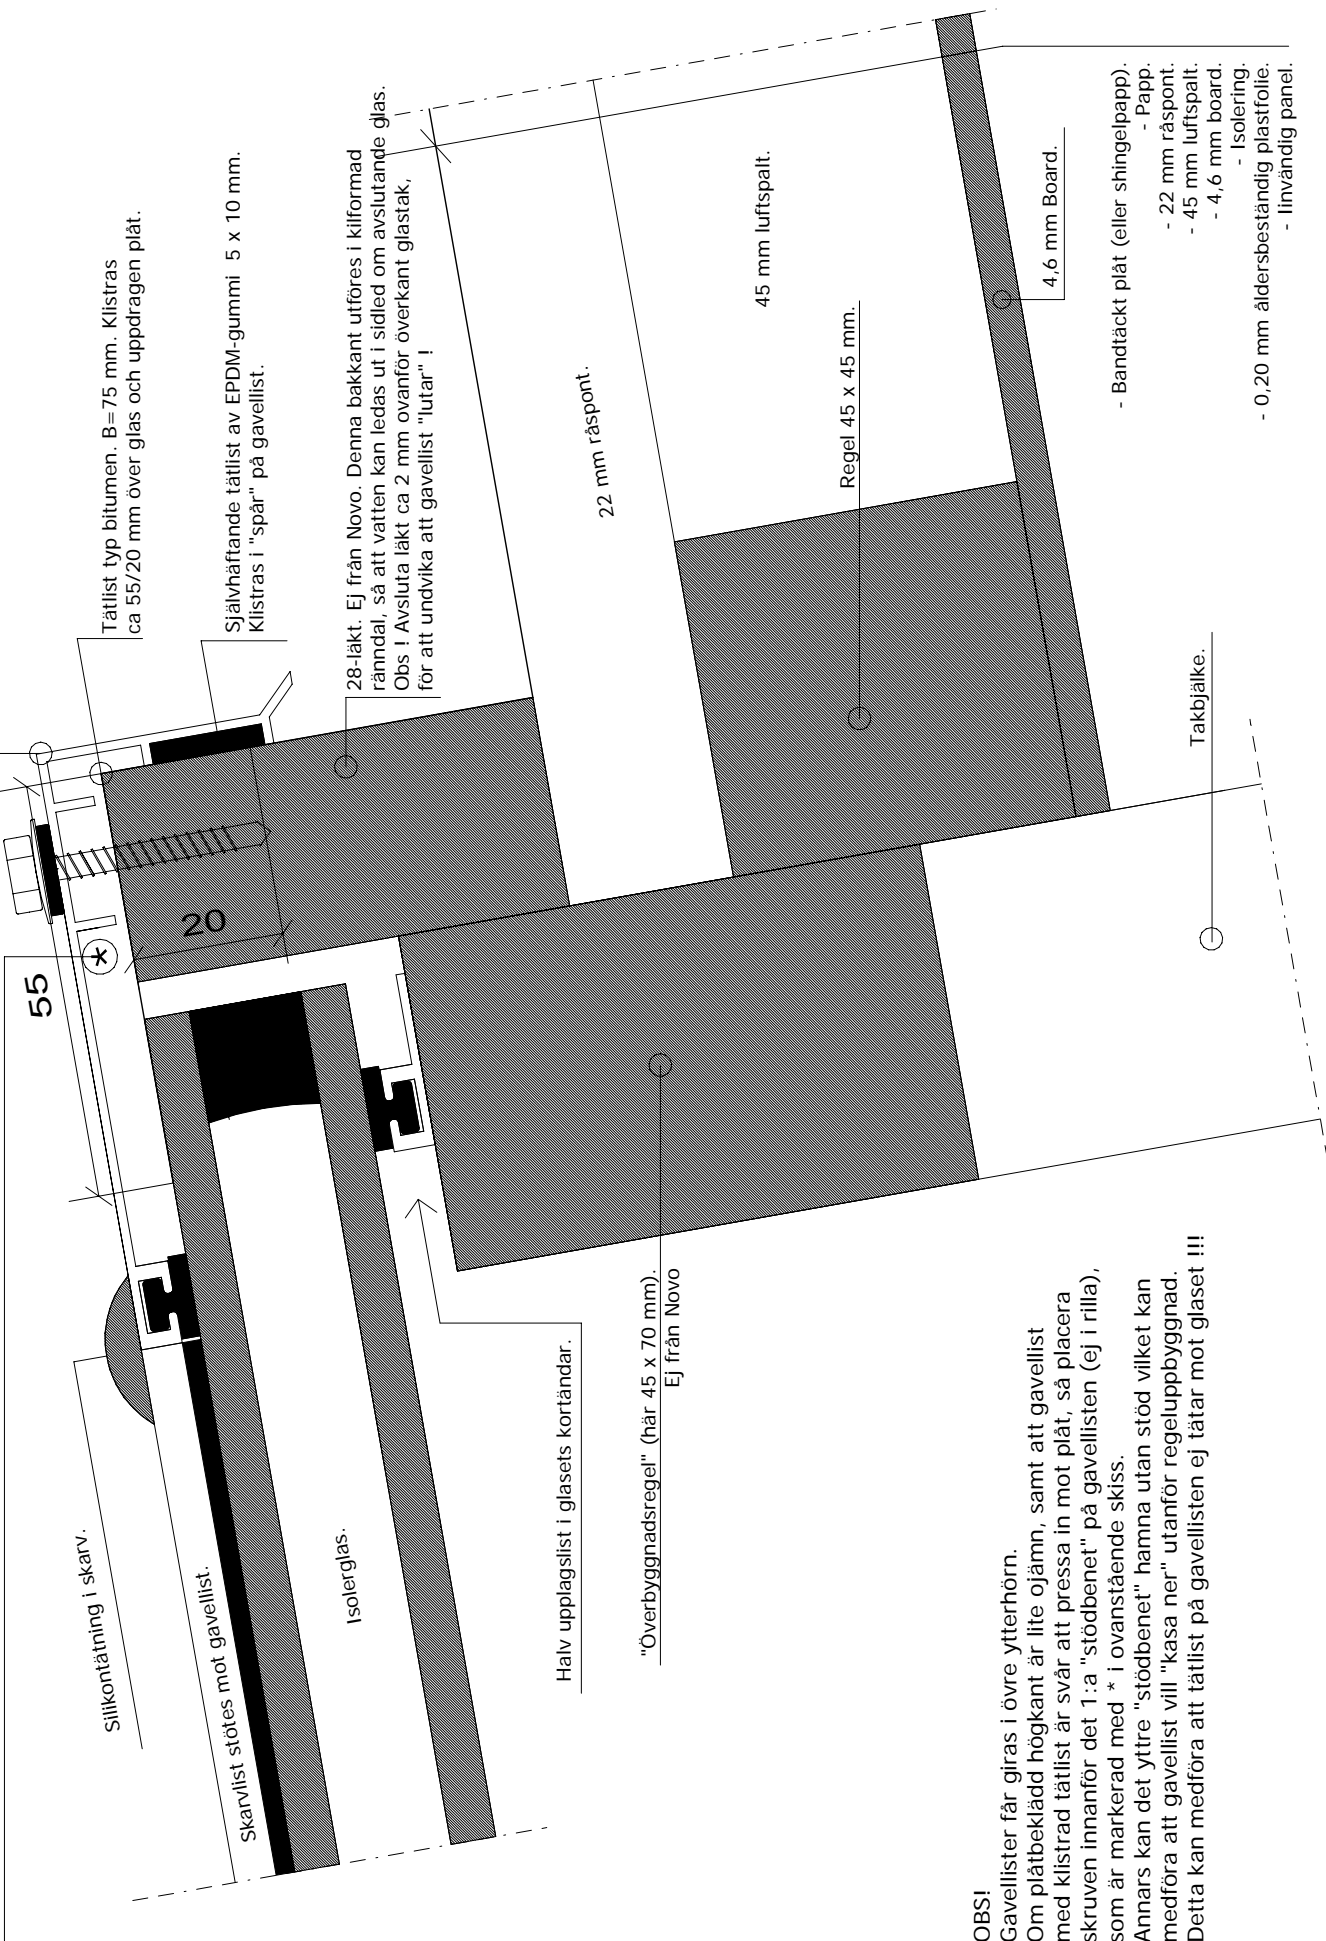 Tätlist typ bitumen. B=75 mm. Klistras
ca 55/20 mm över glas och uppdragen plåt.
Självhäftande tätlist av EPDM-gummi 5 x 10 mm.
Klistras i "spår" på gavellist.
28-läkt. Ej från Novo. Denna bakkant utföres i kilformad
ränndal, så att vatten kan ledas ut i sidled om avslutande glas.
Obs ! Avsluta läkt ca 2 mm ovanför överkant glastak,
för att undvika att gavellist "lutar" !
55
*
20
22 mm råspont.
45 mm luftspalt.
Regel 45 x 45 mm.
4,6 mm Board.
- Bandtäckt plåt (eller shingelpapp).
- Papp.
- 22 mm råspont.
- 45 mm luftspalt.
- 4,6 mm board.
- Isolering.
- 0,20 mm åldersbeständig plastfolie.
- Iinvändig panel.
Takbjälke.
Silikontätning i skarv.
Skarvlist stötes mot gavellist.
Isolerglas.
Halv upplagslist i glasets kortändar.
"Överbyggnadsregel" (här 45 x 70 mm).
Ej från Novo
OBS!
Gavellister får giras i övre ytterhörn.
Om plåtbeklädd högkant är lite ojämn, samt att gavellist
med klistrad tätlist är svår att pressa in mot plåt, så placera
skruven innanför det 1:a "stödbenet" på gavellisten (ej i rilla),
som är markerad med * i ovanstående skiss.
Annars kan det yttre "stödbenet" hamna utan stöd vilket kan
medföra att gavellist vill "kasa ner" utanför regeluppbyggnad.
Detta kan medföra att tätlist på gavellisten ej tätar mot glaset !!!